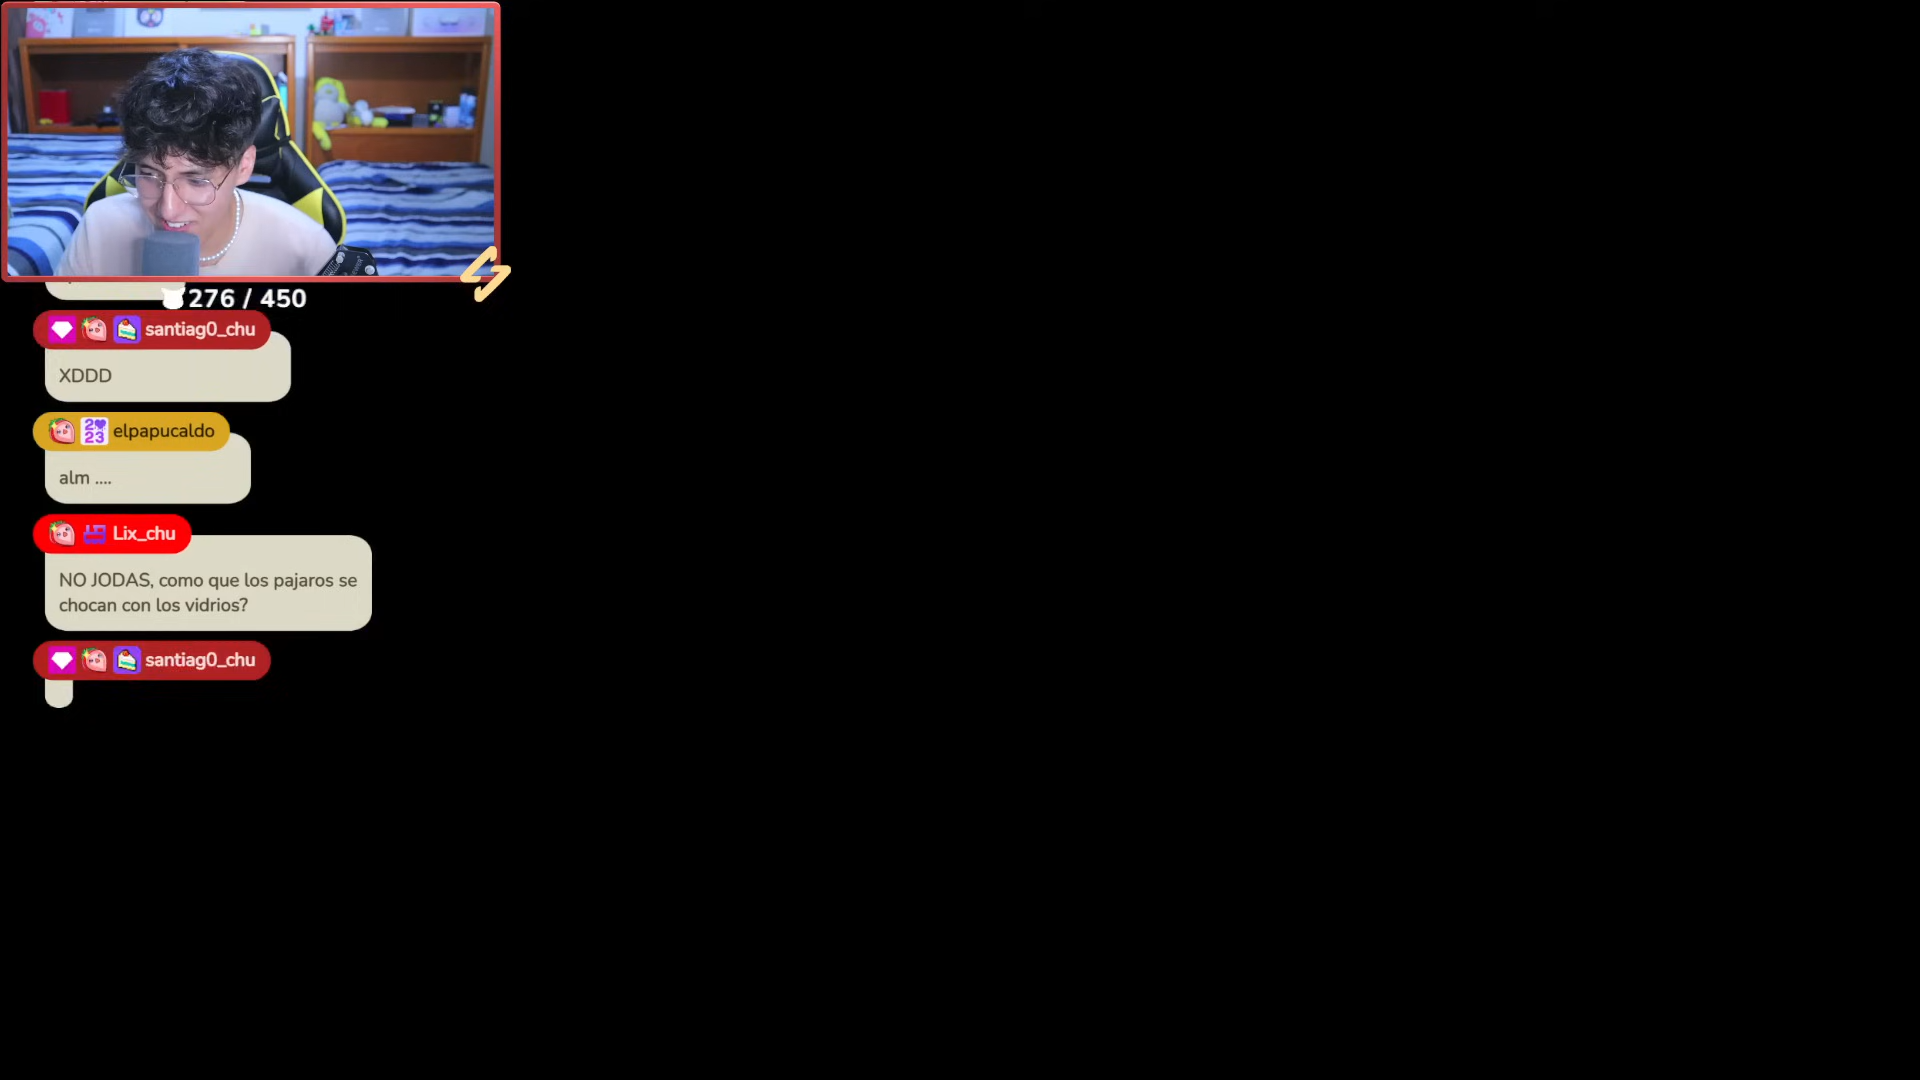 276 / 450
santiag0_chu
XDDD
2023 elpapucaldo
alm ....
Lix_chu
NO JODAS, como que los pajaros se
chocan con los vidrios?
santiag0_chu